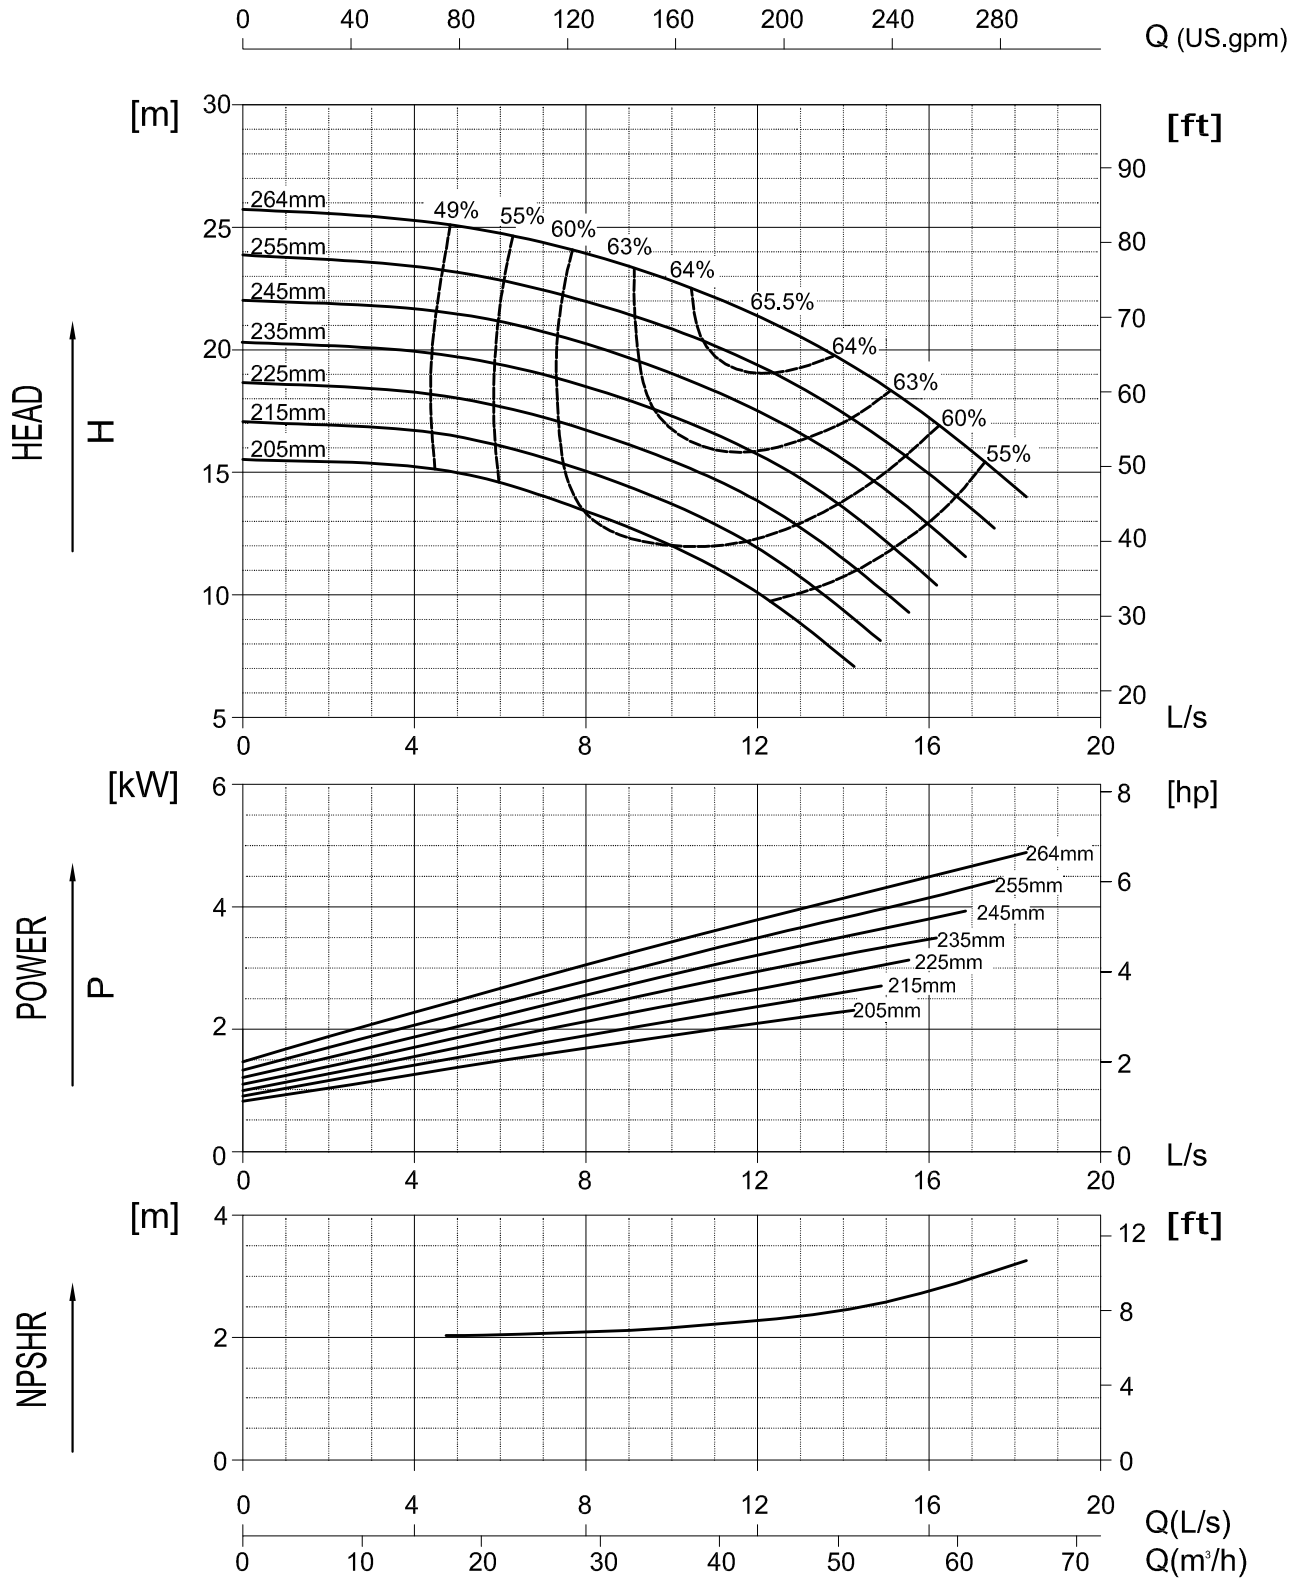 0 40 80 120 160 200 240 280 Q (US.gpm)
[m] 30 [ft]
90
264mm 49% 55% 60% 63% 64% 65.5%
25 80
255mm
245mm 70
235mm 20 64%
225mm 63% 60
215mm 60%
205mm 55%
15 50
40
10 30
20
5 L/s
HEAD H
0 4 8 12 16 20
[kW] 6 8 [hp]
264mm
255mm 6
4 245mm
235mm
225mm 4
215mm
205mm
2 2
0 0 L/s
POWER P
0 4 8 12 16 20
[m] 4 12 [ft]
8
2
4
0 0
NPSHR
0 4 8 12 16 20
Q(L/s)
0 10 20 30 40 50 60 70 Q(m³/h)